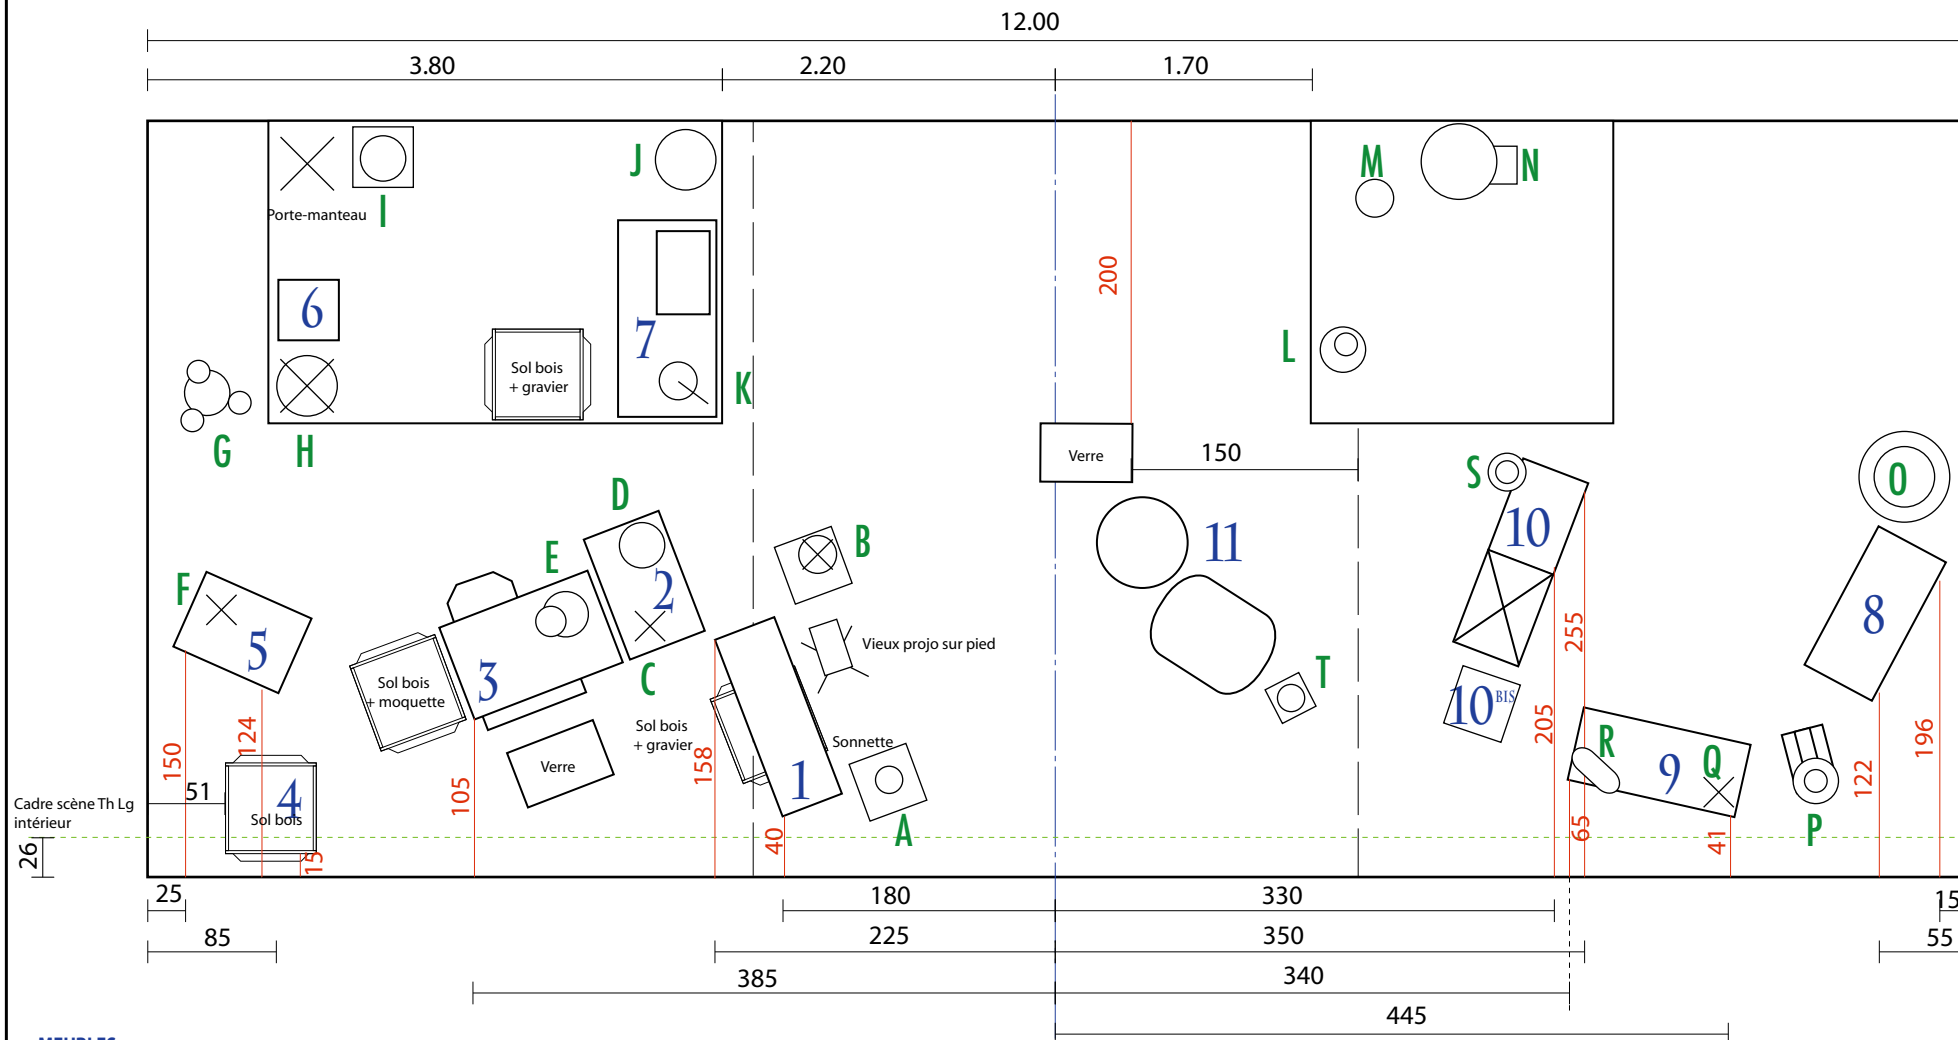 12.00
3.80
2.20
1.70
J
M
N
Porte-manteau
I
200
6
7
L
Sol bois
+ gravier
K
G
H
Verre
150
S
O
D
10
E
B
11
F
2
8
5
Vieux projo sur pied
C
3
T
Sol bois
+ moquette
10 BIS
255
205
Sol bois
+ gravier
Sonnette
R
Q
9
196
124
150
158
Verre
1
122
51
4
105
Cadre scène Th Lg
intérieur
Sol bois
A
65
P
40
41
26
15
25
180
330
15
85
225
350
55
385
340
445
MEUBLES